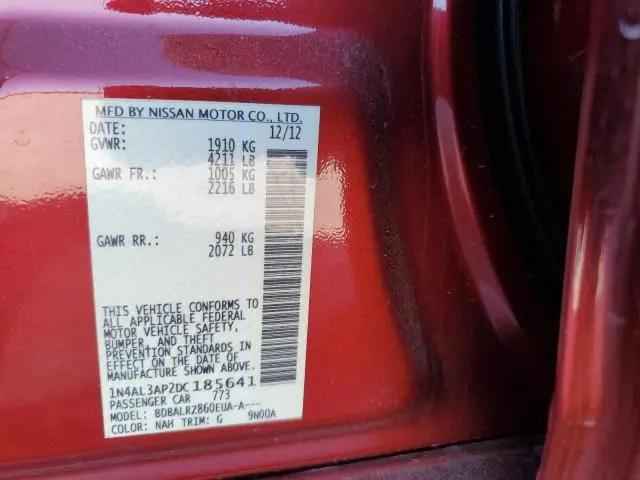 MFD BY NISSAN MOTOR CO., LTD.
DATE: 12/12
GVWR: 1910 KG
4211 LB
GAWR FR.: 1005 KG
2216 LB
GAWR RR.: 940 KG
2072 LB
THIS VEHICLE CONFORMS TO
ALL APPLICABLE FEDERAL
MOTOR VEHICLE SAFETY,
BUMPER, AND THEFT
PREVENTION STANDARDS IN
EFFECT ON THE DATE OF
MANUFACTURE SHOWN ABOVE.
1N4AL3AP2DC185641
PASSENGER CAR 773
MODEL: BDBALRZ860EUA-A---
COLOR: NAH TRIM: G 9N00A